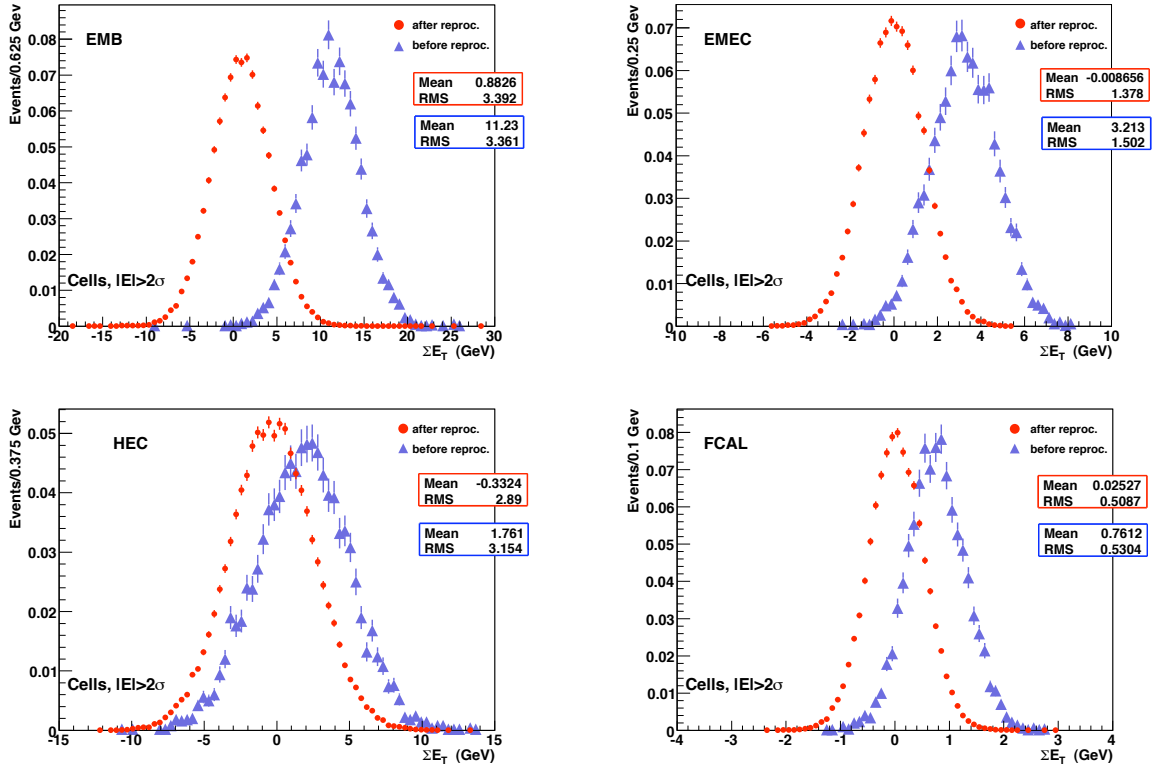 Events/0.625 Gev
0.08
0.07
0.06
0.05
0.04
0.03
0.02
0.01
0
EMB
after reproc.
before reproc.
Mean 0.8826
RMS 3.392
Mean 11.23
RMS 3.361
Cells, |E|>2σ
-20 -15 -10 -5 0 5 10 15 20 25 30
ΣE_T (GeV)
Events/0.25 Gev
0.07
0.06
0.05
0.04
0.03
0.02
0.01
0
EMEC
after reproc.
before reproc.
Mean -0.008656
RMS 1.378
Mean 3.213
RMS 1.502
Cells, |E|>2σ
-10 -8 -6 -4 -2 0 2 4 6 8 10
ΣE_T (GeV)
Events/0.375 Gev
0.05
0.04
0.03
0.02
0.01
0
HEC
after reproc.
before reproc.
Mean -0.3324
RMS 2.89
Mean 1.761
RMS 3.154
Cells, |E|>2σ
-15 -10 -5 0 5 10 15
ΣE_T (GeV)
Events/0.1 Gev
0.08
0.07
0.06
0.05
0.04
0.03
0.02
0.01
0
FCAL
after reproc.
before reproc.
Mean 0.02527
RMS 0.5087
Mean 0.7612
RMS 0.5304
Cells, |E|>2σ
-4 -3 -2 -1 0 1 2 3 4
ΣE_T (GeV)